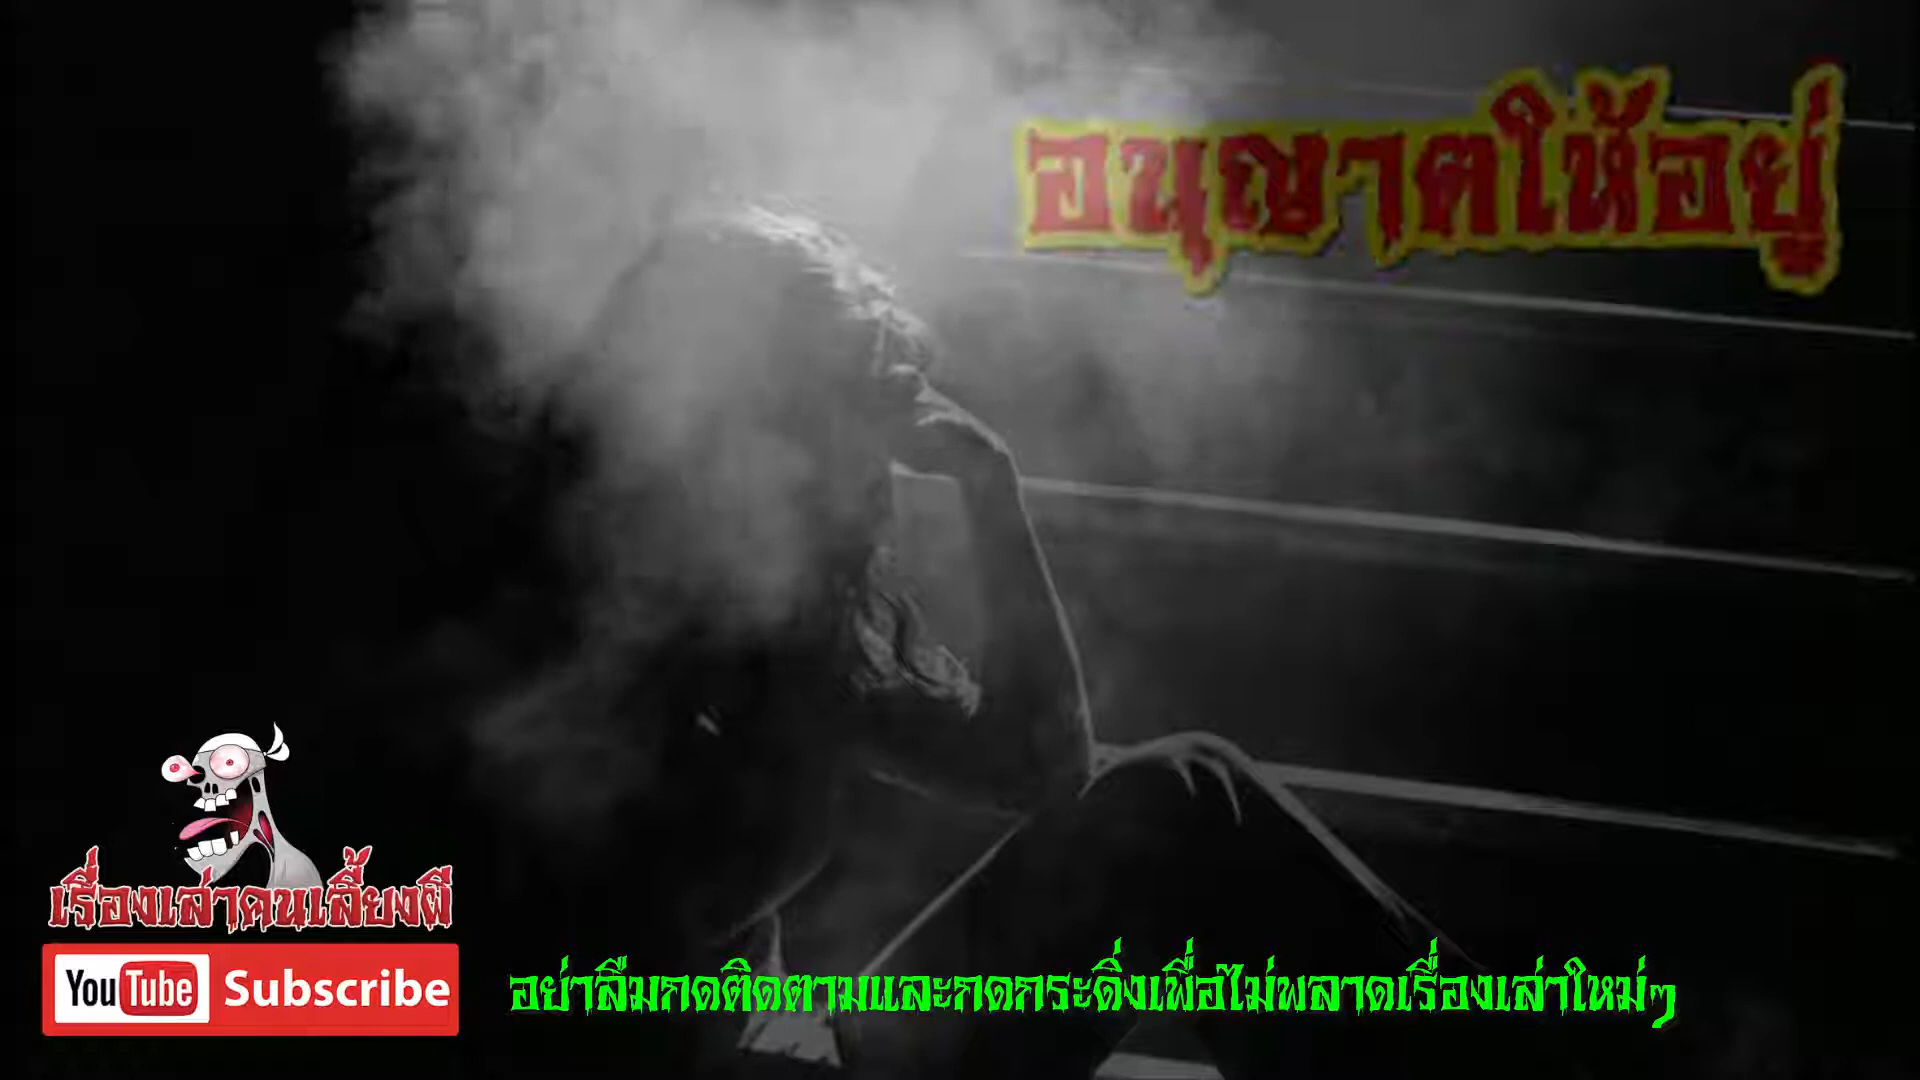 อนุญาตให้อยู่
เรื่องเล่าคนเลี้ยงผี
YouTube Subscribe
อย่าลืมกดติดตามและกดกระดิ่งเพื่อไม่พลาดเรื่องเล่าใหม่ๆ